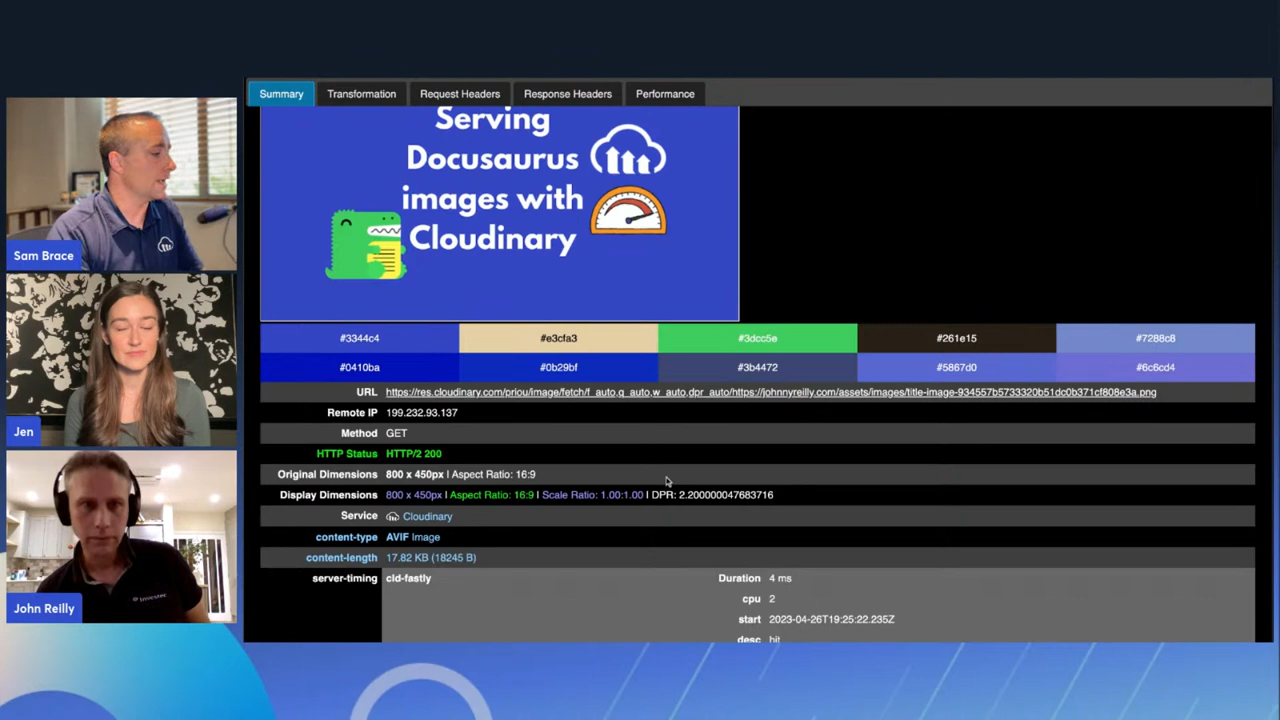 Summary Transformation Request Headers Response Headers Performance
Serving
Docusaurus
images with
Cloudinary
#3344c4 #e3cfa3 #3dcc5e #261e15 #7288c8
#0410ba #0b29bf #3b4472 #5867d0 #6c6cd4
URL https://res.cloudinary.com/priou/image/fetch/f_auto,q_auto,w_auto,dpr_auto/https://johnnyreilly.com/assets/images/title-image-934557b5733320b51dc0b371cf808e3a.png
Remote IP 199.232.93.137
Method GET
HTTP Status HTTP/2 200
Original Dimensions 800 x 450px | Aspect Ratio: 16:9
Display Dimensions 800 x 450px | Aspect Ratio: 16:9 | Scale Ratio: 1.00:1.00 | DPR: 2.200000047683716
Service Cloudinary
content-type AVIF Image
content-length 17.82 KB (18245 B)
server-timing cld-fastly Duration 4 ms
cpu 2
start 2023-04-26T19:25:22.235Z
desc hit
Sam Brace
Jen
Investec
John Reilly